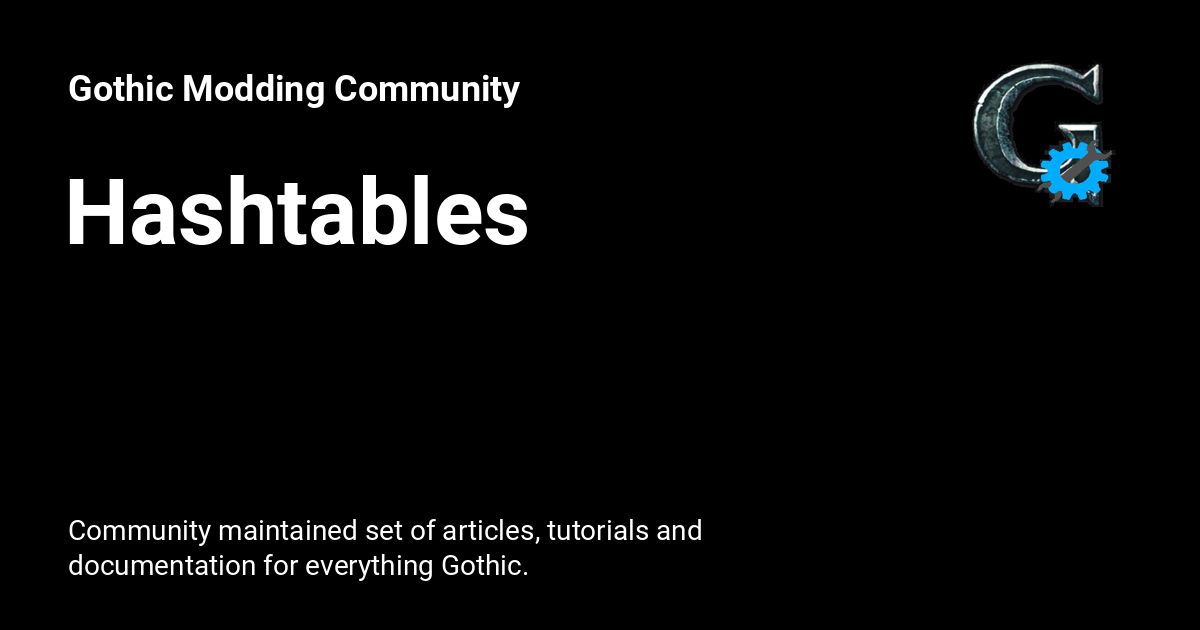 Gothic Modding Community
Hashtables
G
Community maintained set of articles, tutorials and
documentation for everything Gothic.